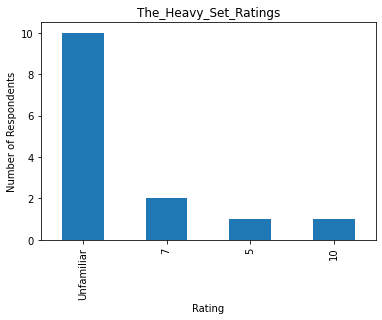 The_Heavy_Set_Ratings
Number of Respondents
10
8
6
4
2
0
Unfamiliar
7
5
10
Rating